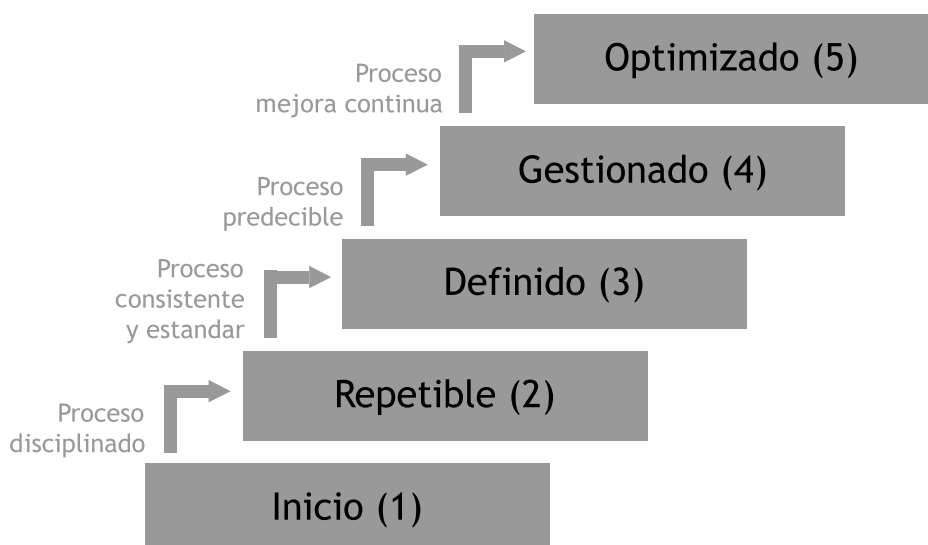 Optimizado (5)
Proceso
mejora continua
Gestionado (4)
Proceso
predecible
Definido (3)
Proceso
consistente
y estandar
Repetible (2)
Proceso
disciplinado
Inicio (1)